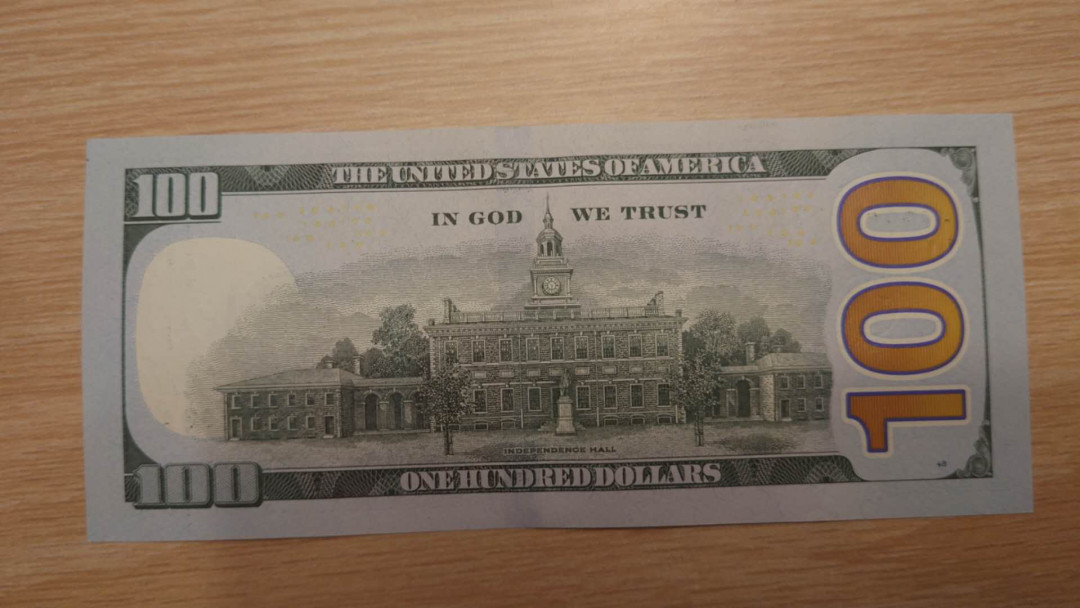 100
THE UNITED STATES OF AMERICA
IN GOD WE TRUST
100
INDEPENDENCE HALL
100
ONE HUNDRED DOLLARS